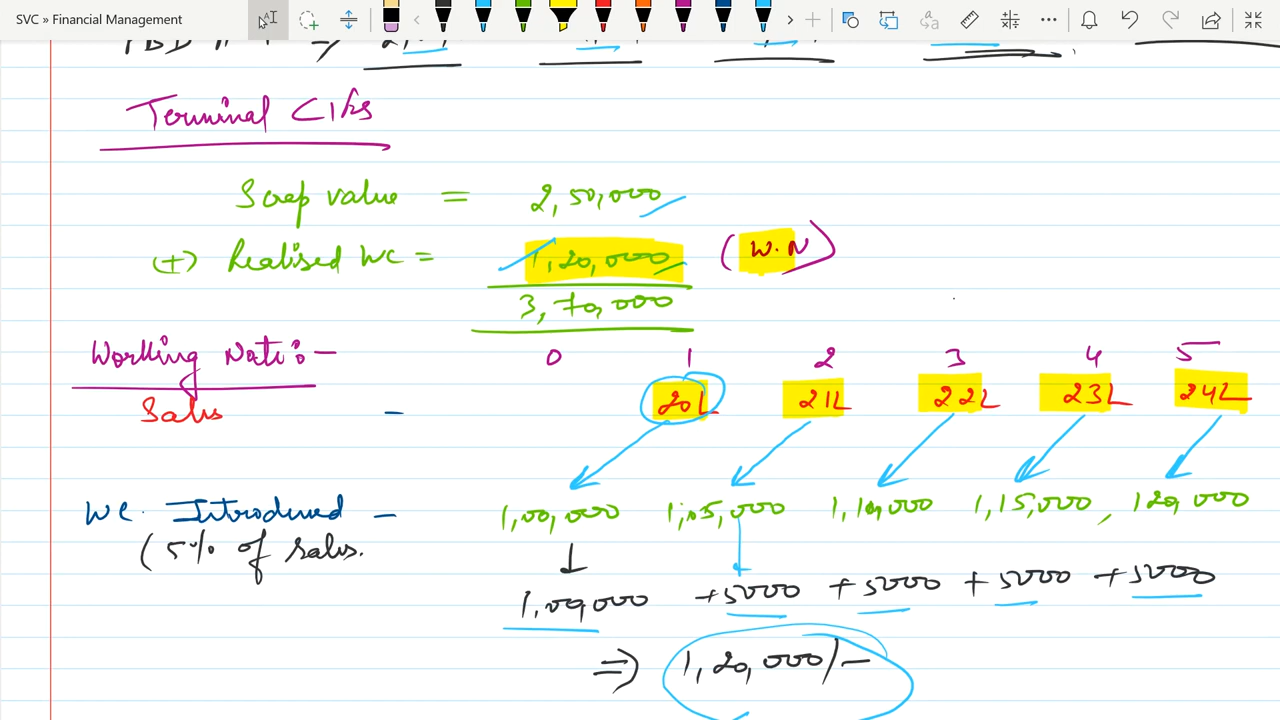 SVC » Financial Management
Terminal CIFs
Scrap value = 2,50,000
(+) Realised WC = 1,20,000 (W.N)
3,70,000
Working Note:- 0 1 2 3 4 5
Sales - 20L 21L 22L 23L 24L
WC Introduced - 1,00,000 1,05,000 1,10,000 1,15,000, 120,000
(5% of sales.
1,00,000 +5000 +5000 +5000 +5000
⇒ 1,20,000/-